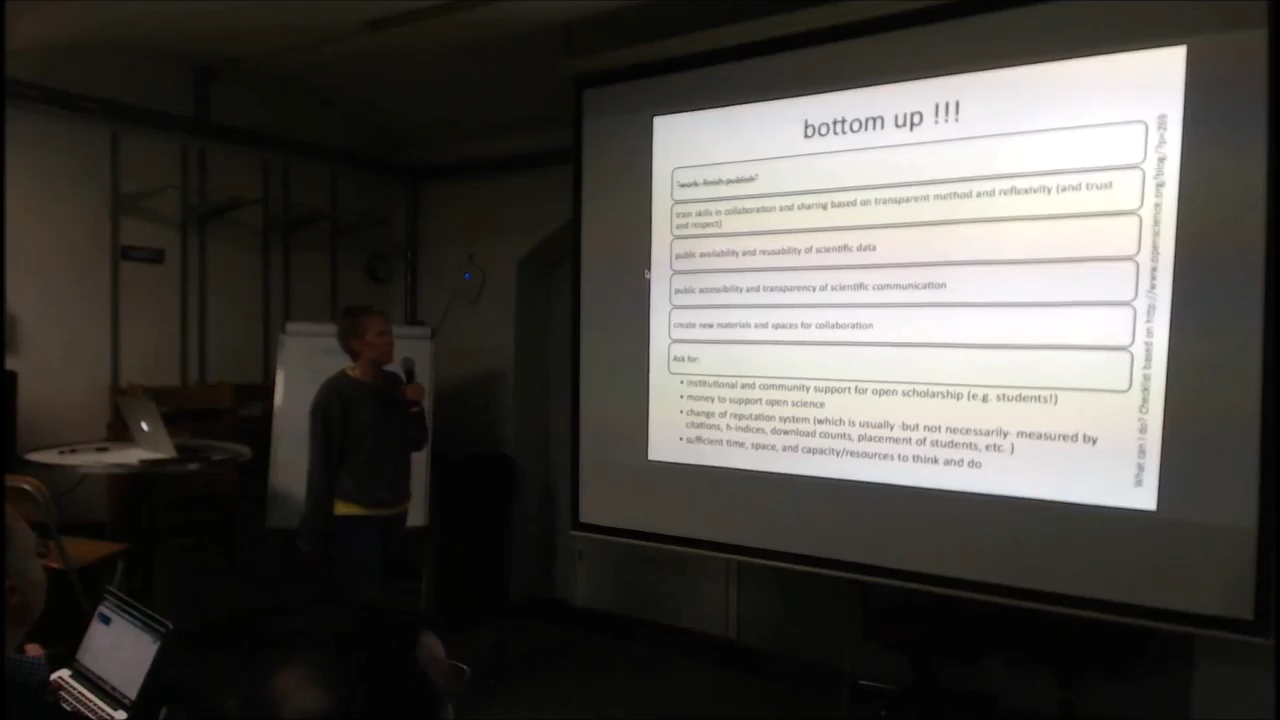 bottom up !!!
"work-finish-publish"
train skills in collaboration and sharing based on transparent method and reflexivity (and trust
and respect)
public availability and reusability of scientific data
public accessibility and transparency of scientific communication
create new materials and spaces for collaboration
Ask for:
• institutional and community support for open scholarship (e.g. students!)
• money to support open science
• change of reputation system (which is usually -but not necessarily- measured by
citations, h-indices, download counts, placement of students, etc. )
• sufficient time, space, and capacity/resources to think and do
What can I do? Checklist based on http://www.openscience.org/blog/?p=269